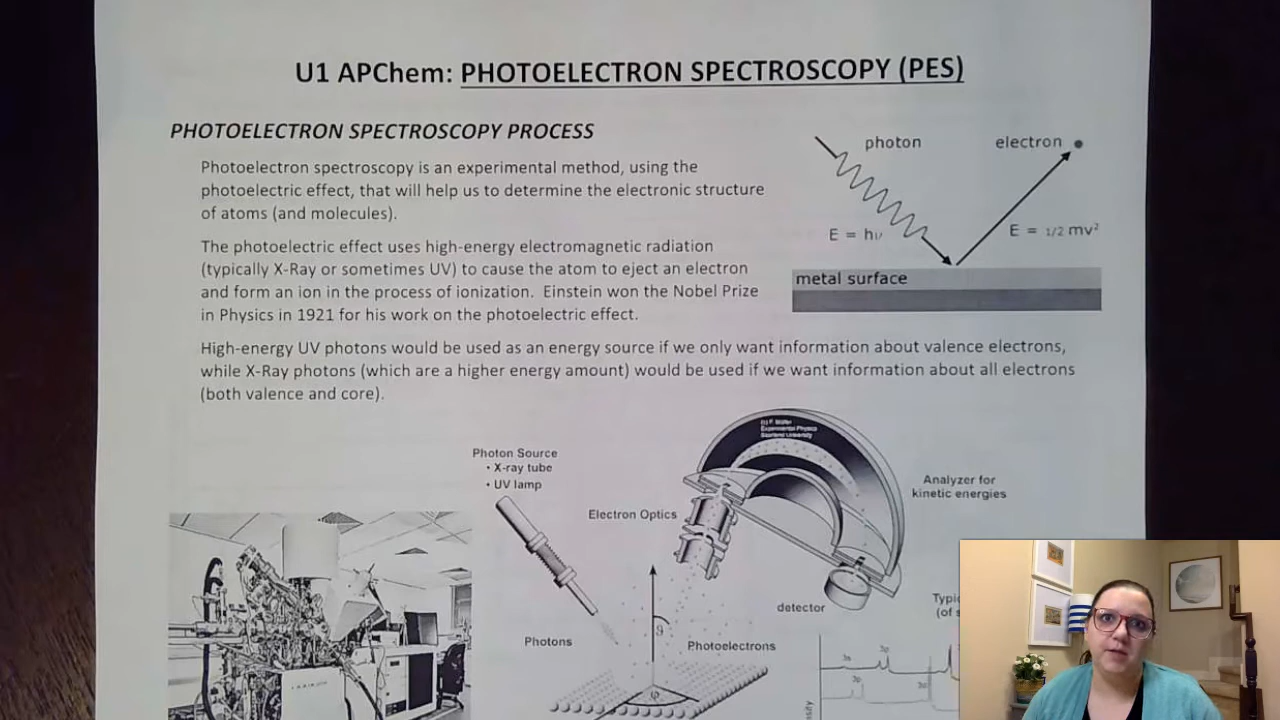 U1 APChem: PHOTOELECTRON SPECTROSCOPY (PES)
PHOTOELECTRON SPECTROSCOPY PROCESS
Photoelectron spectroscopy is an experimental method, using the
photoelectric effect, that will help us to determine the electronic structure
of atoms (and molecules).
photon
electron
E = hν
E = 1/2 mv²
metal surface
The photoelectric effect uses high-energy electromagnetic radiation
(typically X-Ray or sometimes UV) to cause the atom to eject an electron
and form an ion in the process of ionization. Einstein won the Nobel Prize
in Physics in 1921 for his work on the photoelectric effect.
High-energy UV photons would be used as an energy source if we only want information about valence electrons,
while X-Ray photons (which are a higher energy amount) would be used if we want information about all electrons
(both valence and core).
Photon Source
• X-ray tube
• UV lamp
Electron Optics
Experimental Physics
Saarland University
Analyzer for
kinetic energies
detector
Photons
Photoelectrons
ϑ
φ
3p
3p
3p